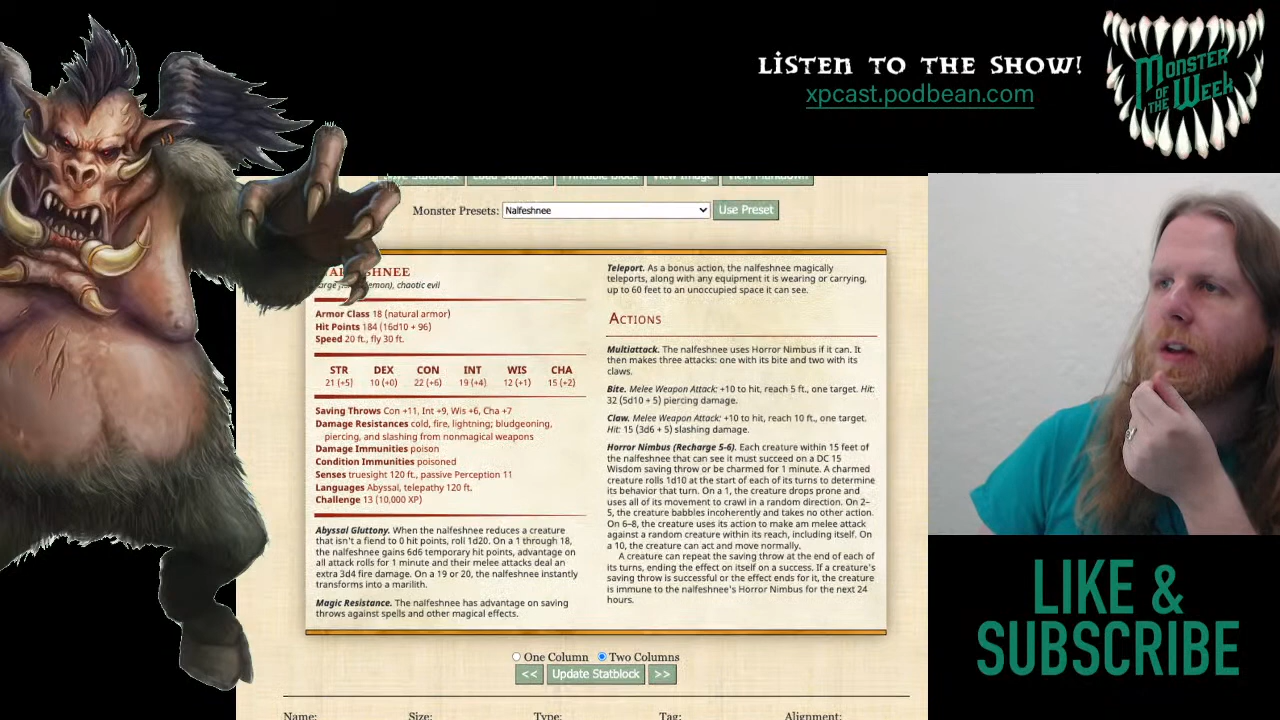 LISTEN TO THE SHOW!
xpcast.podbean.com
MONSTER
OF THE WEEK
Load Statblock Printable Block View Image View Markdown
Monster Presets: Nalfeshnee Use Preset
demon), chaotic evil
Armor Class 18 (natural armor)
Hit Points 184 (16d10 + 96)
Speed 20 ft., fly 30 ft.
STR DEX CON INT WIS CHA
21 (+5) 10 (+0) 22 (+6) 19 (+4) 12 (+1) 15 (+2)
Saving Throws Con +11, Int +9, Wis +6, Cha +7
Damage Resistances cold, fire, lightning; bludgeoning,
piercing, and slashing from nonmagical weapons
Damage Immunities poison
Condition Immunities poisoned
Senses truesight 120 ft., passive Perception 11
Languages Abyssal, telepathy 120 ft.
Challenge 13 (10,000 XP)
Abyssal Gluttony. When the nalfeshnee reduces a creature
that isn't a fiend to 0 hit points, roll 1d20. On a 1 through 18,
the nalfeshnee gains 6d6 temporary hit points, advantage on
all attack rolls for 1 minute and their melee attacks deal an
extra 3d4 fire damage. On a 19 or 20, the nalfeshnee instantly
transforms into a marilith.
Magic Resistance. The nalfeshnee has advantage on saving
throws against spells and other magical effects.
Teleport. As a bonus action, the nalfeshnee magically
teleports, along with any equipment it is wearing or carrying,
up to 60 feet to an unoccupied space it can see.
ACTIONS
Multiattack. The nalfeshnee uses Horror Nimbus if it can. It
then makes three attacks: one with its bite and two with its
claws.
Bite. Melee Weapon Attack: +10 to hit, reach 5 ft., one target. Hit:
32 (5d10 + 5) piercing damage.
Claw. Melee Weapon Attack: +10 to hit, reach 10 ft., one target.
Hit: 15 (3d6 + 5) slashing damage.
Horror Nimbus (Recharge 5-6). Each creature within 15 feet of
the nalfeshnee that can see it must succeed on a DC 15
Wisdom saving throw or be charmed for 1 minute. A charmed
creature rolls 1d10 at the start of each of its turns to determine
its behavior that turn. On a 1, the creature drops prone and
uses all of its movement to crawl in a random direction. On 2–
5, the creature babbles incoherently and takes no other action.
On 6–8, the creature uses its action to make am melee attack
against a random creature within its reach, including itself. On
a 10, the creature can act and move normally.
A creature can repeat the saving throw at the end of each of
its turns, ending the effect on itself on a success. If a creature's
saving throw is successful or the effect ends for it, the creature
is immune to the nalfeshnee's Horror Nimbus for the next 24
hours.
One Column Two Columns
<< Update Statblock >>
Name: Size: Type: Tag: Alignment:
LIKE &
SUBSCRIBE